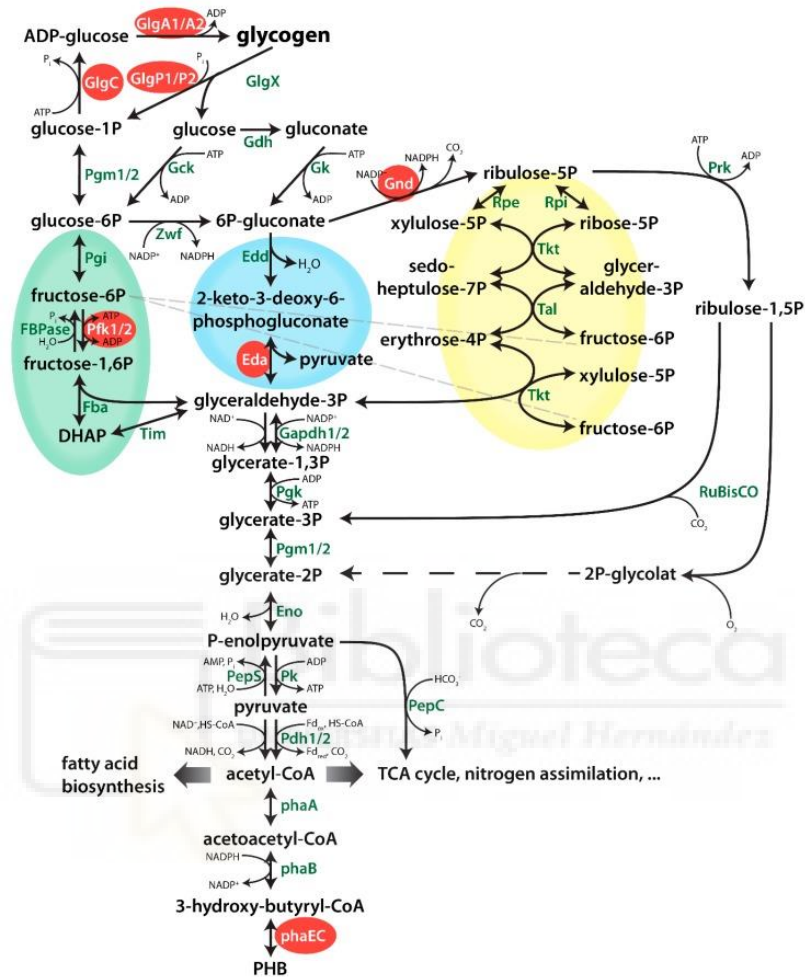 GlgA1/A2
ADP
ADP-glucose
glycogen
Pi
GlgC
GlgP1/P2
Pi
GlgX
ATP
glucose-1P
glucose
Gdh
gluconate
Pgm1/2
Gck
ATP
ADP
Gk
ATP
ADP
NADP+
Gnd
NADPH
CO2
ribulose-5P
ATP
Prk
ADP
glucose-6P
Zwf
NADP+
NADPH
6P-gluconate
Rpe
Rpi
xylulose-5P
ribose-5P
Tkt
Pgi
Edd
H2O
sedo-
heptulose-7P
glycer-
aldehyde-3P
fructose-6P
2-keto-3-deoxy-6-
phosphogluconate
Tal
ribulose-1,5P
Pi
ATP
FBPase
Pfk1/2
H2O
ADP
erythrose-4P
fructose-6P
fructose-1,6P
Eda
pyruvate
xylulose-5P
Fba
glyceraldehyde-3P
Tkt
DHAP
Tim
fructose-6P
NAD+
NADP+
Gapdh1/2
NADH
NADPH
glycerate-1,3P
ADP
Pgk
ATP
RuBisCO
glycerate-3P
CO2
Pgm1/2
glycerate-2P
2P-glycolat
H2O
Eno
CO2
O2
P-enolpyruvate
AMP, Pi
ADP
PepS
Pk
ATP, H2O
ATP
HCO3
PepC
Pi
pyruvate
NAD+,HS-CoA
Fdox, HS-CoA
Pdh1/2
NADH, CO2
Fdred, CO2
fatty acid
biosynthesis
acetyl-CoA
TCA cycle, nitrogen assimilation, ...
phaA
acetoacetyl-CoA
NADPH
phaB
NADP+
3-hydroxy-butyryl-CoA
phaEC
PHB
Biblioteca
Miguel Hernández